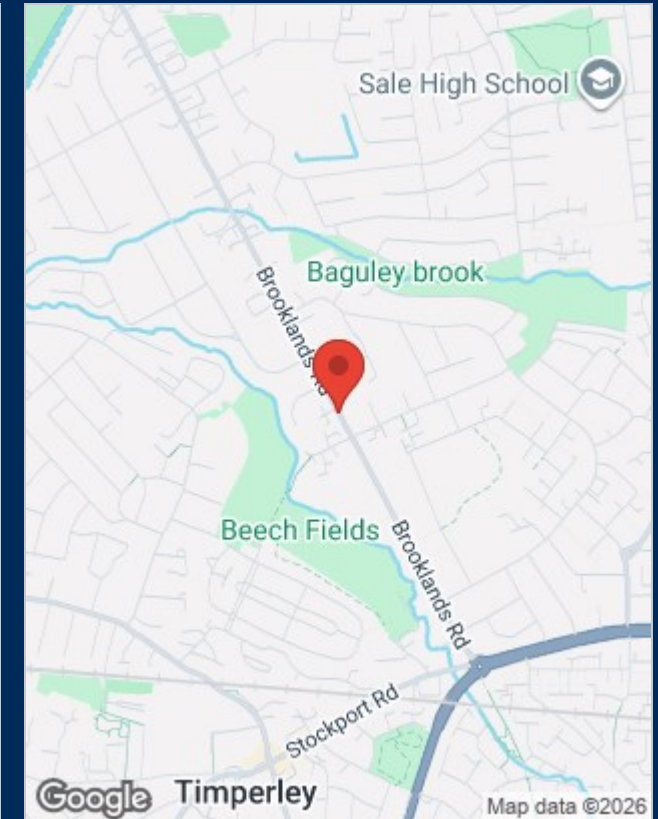 Sale High School
Baguley brook
Brooklands Rd
Beech Fields
Brooklands Rd
Stockport Rd
Google
Timperley
Map data ©2026